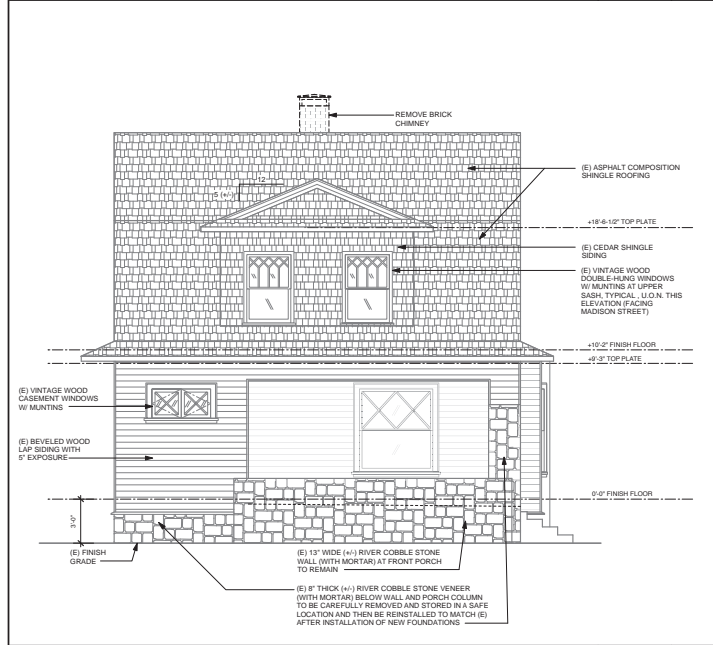 REMOVE BRICK
CHIMNEY
(E) ASPHALT COMPOSITION
SHINGLE ROOFING
12
5 (+/-)
+18'-6-1/2" TOP PLATE
(E) CEDAR SHINGLE
SIDING
(E) VINTAGE WOOD
DOUBLE-HUNG WINDOWS
W/ MUNTINS AT UPPER
SASH, TYPICAL , U.O.N. THIS
ELEVATION (FACING
MADISON STREET)
+10'-2" FINISH FLOOR
+9'-3" TOP PLATE
(E) VINTAGE WOOD
CASEMENT WINDOWS
W/ MUNTINS
(E) BEVELED WOOD
LAP SIDING WITH
5" EXPOSURE
0'-0" FINISH FLOOR
3'-0"
(E) FINISH
GRADE
(E) 13" WIDE (+/-) RIVER COBBLE STONE
WALL (WITH MORTAR) AT FRONT PORCH
TO REMAIN
(E) 8" THICK (+/-) RIVER COBBLE STONE VENEER
(WITH MORTAR) BELOW WALL AND PORCH COLUMN
TO BE CAREFULLY REMOVED AND STORED IN A SAFE
LOCATION AND THEN BE REINSTALLED TO MATCH (E)
AFTER INSTALLATION OF NEW FOUNDATIONS